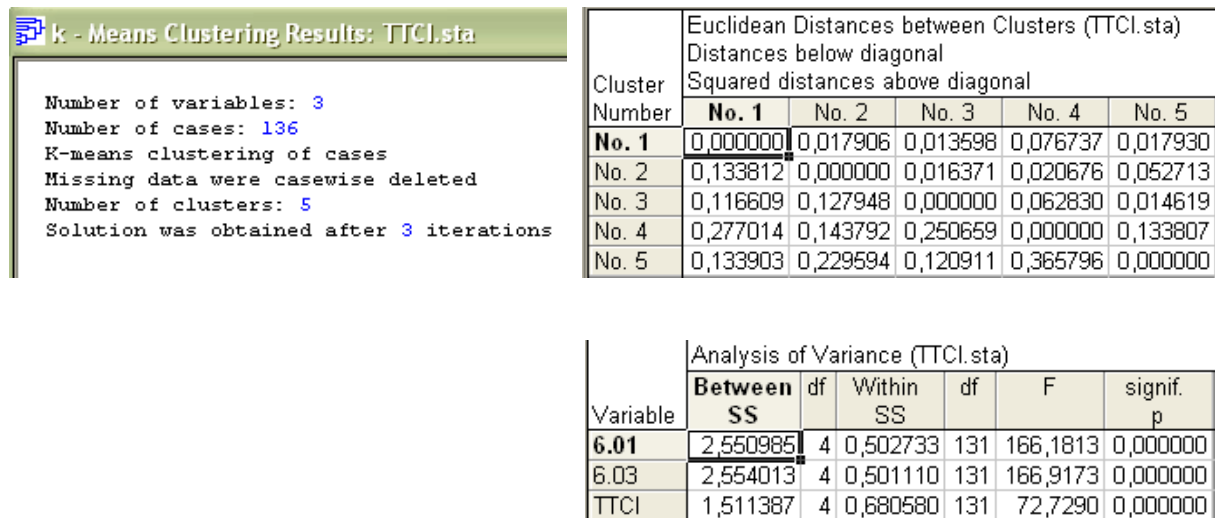 k - Means Clustering Results: TTCI.sta
Number of variables: 3
Number of cases: 136
K-means clustering of cases
Missing data were casewise deleted
Number of clusters: 5
Solution was obtained after 3 iterations
Euclidean Distances between Clusters (TTCI.sta)
Distances below diagonal
Cluster Squared distances above diagonal
Number No. 1 No. 2 No. 3 No. 4 No. 5
No. 1 0,000000 0,017906 0,013598 0,076737 0,017930
No. 2 0,133812 0,000000 0,016371 0,020676 0,052713
No. 3 0,116609 0,127948 0,000000 0,062830 0,014619
No. 4 0,277014 0,143792 0,250659 0,000000 0,133807
No. 5 0,133903 0,229594 0,120911 0,365796 0,000000
Analysis of Variance (TTCI.sta)
Between df Within df F signif.
Variable SS SS p
6.01 2,550985 4 0,502733 131 166,1813 0,000000
6.03 2,554013 4 0,501110 131 166,9173 0,000000
TTCI 1,511387 4 0,680580 131 72,7290 0,000000